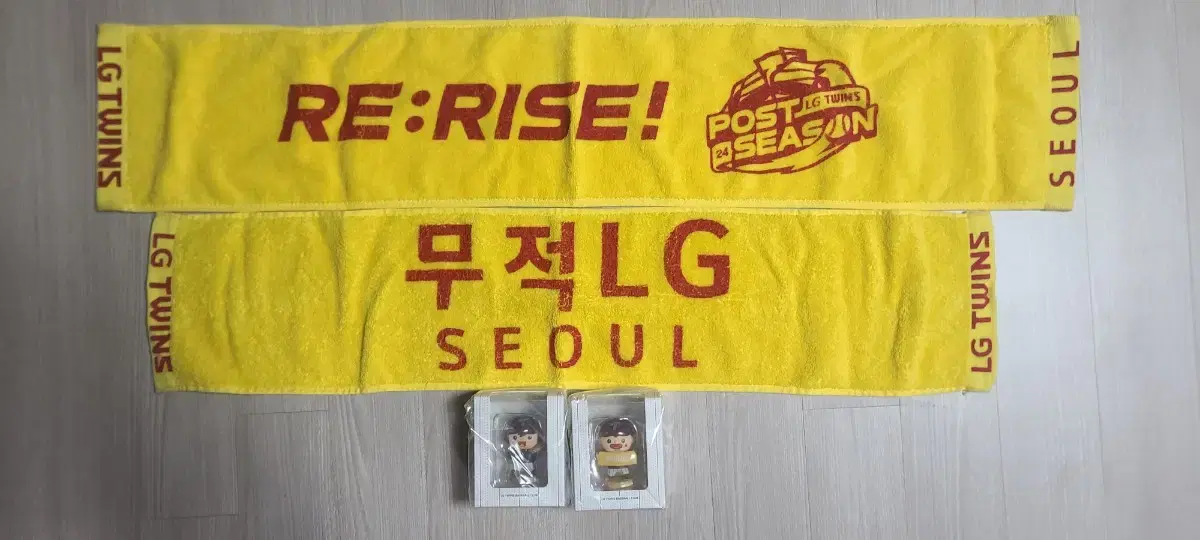 LG TWINS
RE:RISE!
LG TWINS
POST
24 SEASON
SEOUL
LG TWINS
무적LG
SEOUL
LG TWINS